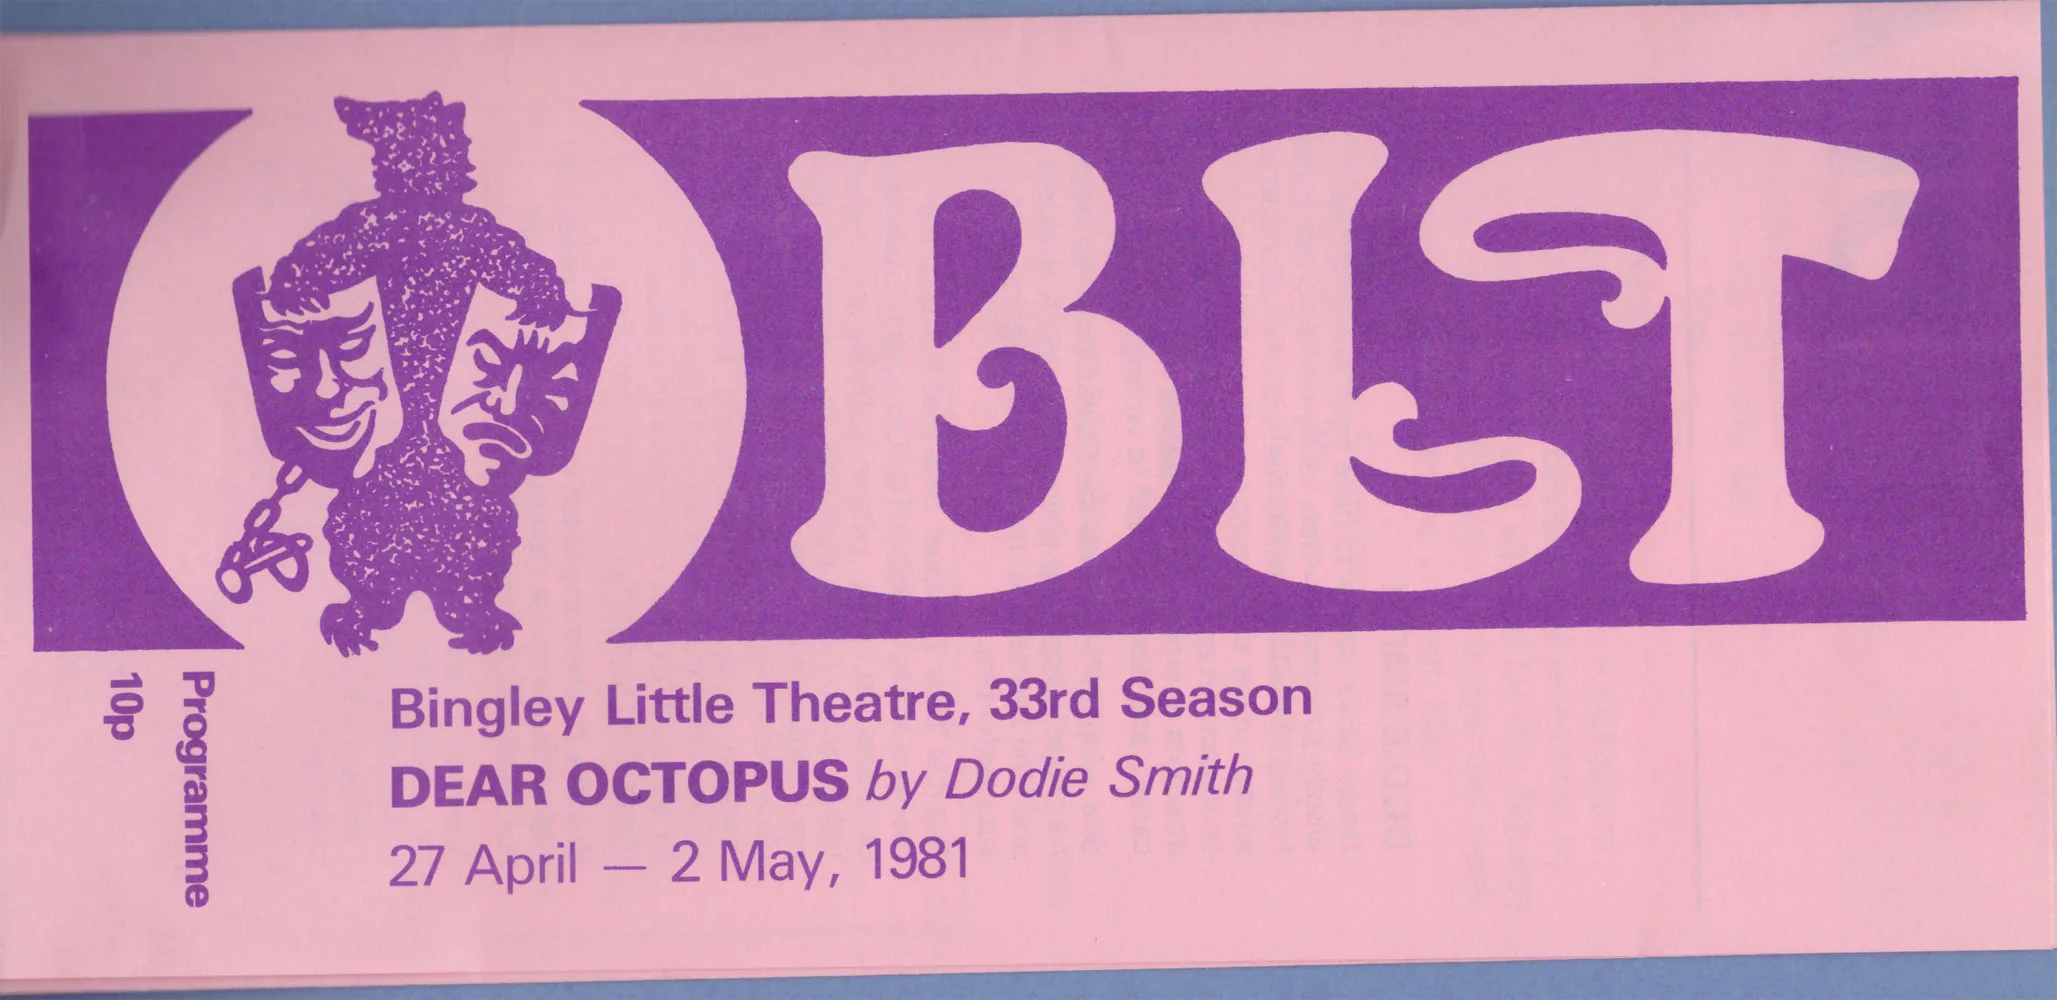 BLT
Bingley Little Theatre, 33rd Season
DEAR OCTOPUS by Dodie Smith
27 April — 2 May, 1981
Programme
10p